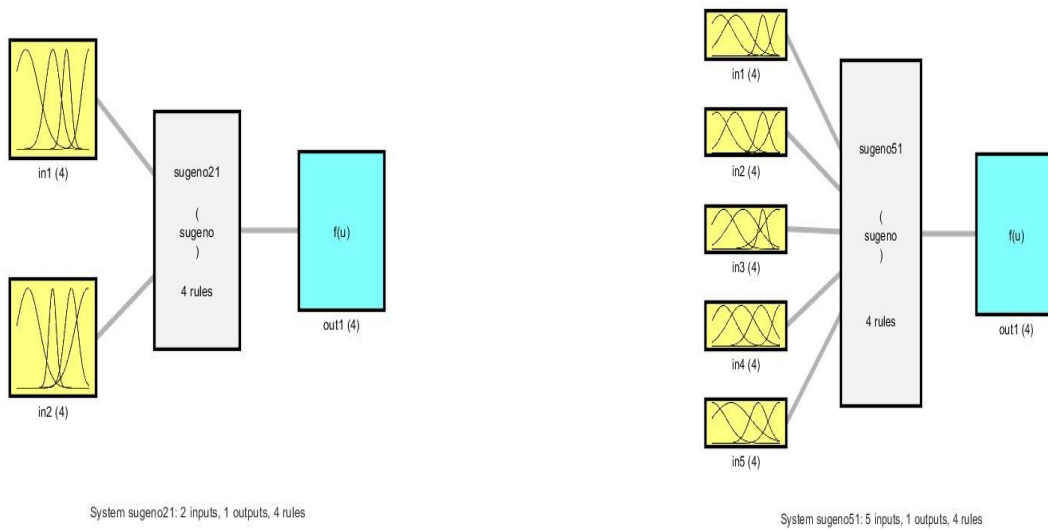 in1 (4)
in2 (4)
sugeno21
(
sugeno
)
4 rules
f(u)
out1 (4)
System sugeno21: 2 inputs, 1 outputs, 4 rules
in1 (4)
in2 (4)
in3 (4)
in4 (4)
in5 (4)
sugeno51
(
sugeno
)
4 rules
f(u)
out1 (4)
System sugeno51: 5 inputs, 1 outputs, 4 rules